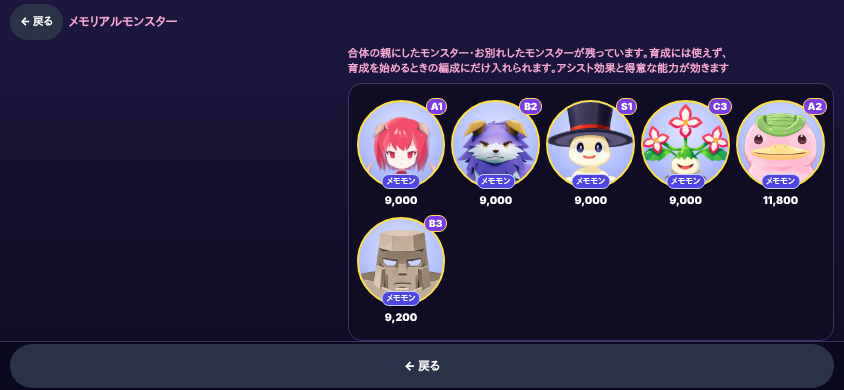 ← 戻る メモリアルモンスター
合体の親にしたモンスター・お別れしたモンスターが残っています。育成には使えず、
育成を始めるときの編成にだけ入れられます。アシスト効果と得意な能力が効きます
A1 B2 S1 C3 A2
メモモン メモモン メモモン メモモン メモモン
9,000 9,000 9,000 9,000 11,800
B3
メモモン
9,200
← 戻る